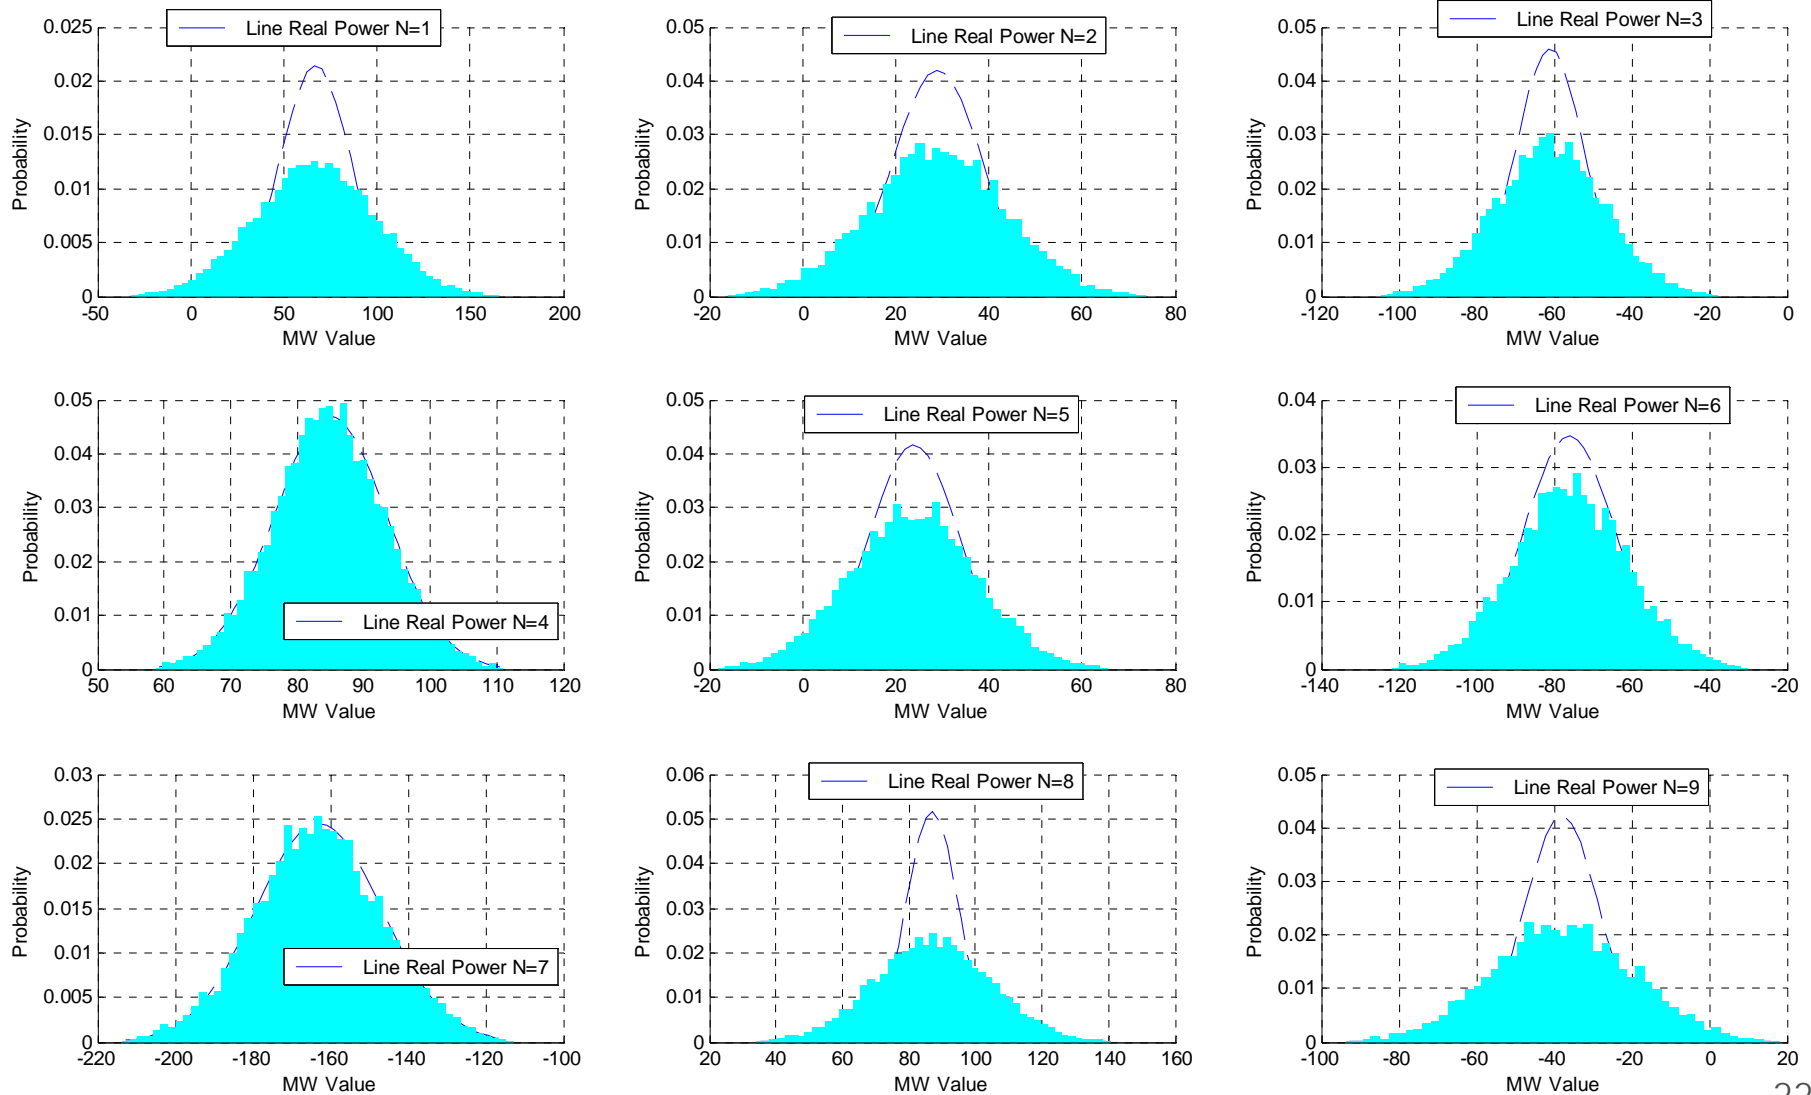 Line Real Power N=1
0.025
0.02
0.015
0.01
0.005
0
Probability
-50 0 50 100 150 200
MW Value
Line Real Power N=2
0.05
0.04
0.03
0.02
0.01
0
Probability
-20 0 20 40 60 80
MW Value
Line Real Power N=3
0.05
0.04
0.03
0.02
0.01
0
Probability
-120 -100 -80 -60 -40 -20 0
MW Value
Line Real Power N=4
0.05
0.04
0.03
0.02
0.01
0
Probability
50 60 70 80 90 100 110 120
MW Value
Line Real Power N=5
0.05
0.04
0.03
0.02
0.01
0
Probability
-20 0 20 40 60 80
MW Value
Line Real Power N=6
0.04
0.03
0.02
0.01
0
Probability
-140 -120 -100 -80 -60 -40 -20
MW Value
Line Real Power N=7
0.03
0.025
0.02
0.015
0.01
0.005
0
Probability
-220 -200 -180 -160 -140 -120 -100
MW Value
Line Real Power N=8
0.06
0.05
0.04
0.03
0.02
0.01
0
Probability
20 40 60 80 100 120 140 160
MW Value
Line Real Power N=9
0.05
0.04
0.03
0.02
0.01
0
Probability
-100 -80 -60 -40 -20 0 20
MW Value